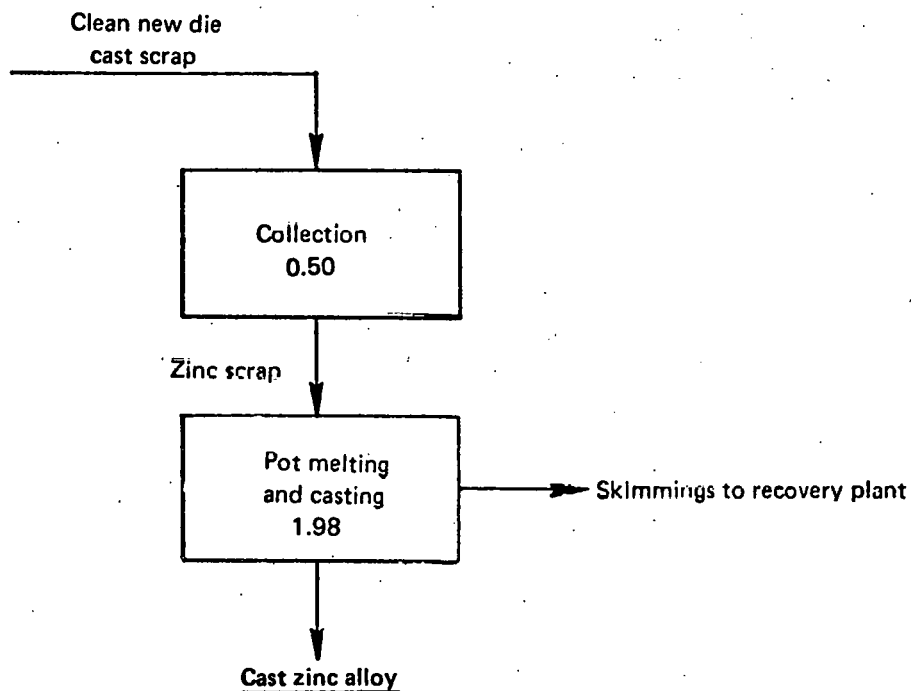 Clean new die
cast scrap
Collection
0.50
Zinc scrap
Pot melting
and casting
1.98
Skimmings to recovery plant
Cast zinc alloy